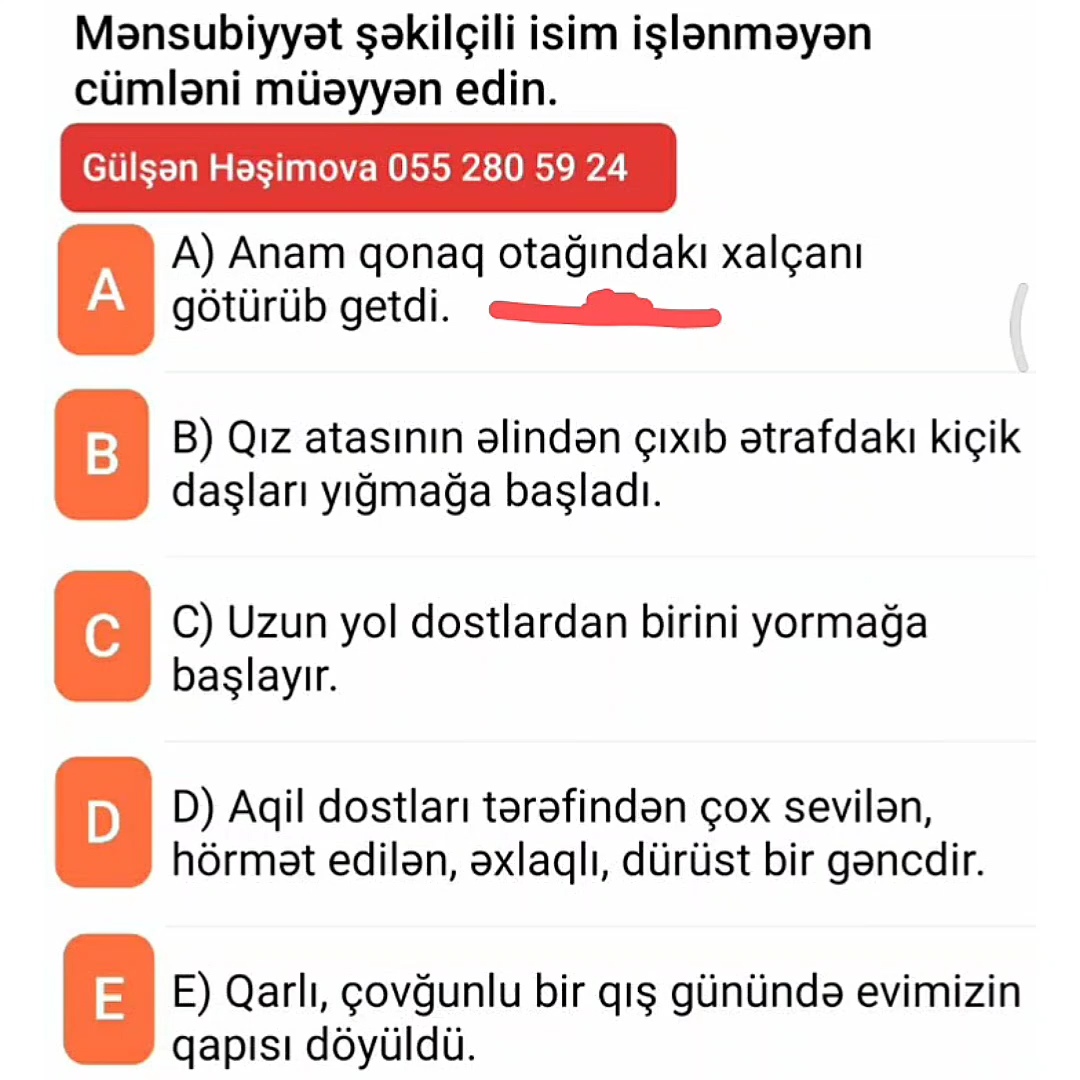 Mənsubiyyət şəkilçili isim işlənməyən
cümləni müəyyən edin.
Gülşən Həşimova 055 280 59 24
A
A) Anam qonaq otağındakı xalçanı
götürüb getdi.
B
B) Qız atasının əlindən çıxıb ətrafdakı kiçik
daşları yığmağa başladı.
C
C) Uzun yol dostlardan birini yormağa
başlayır.
D
D) Aqil dostları tərəfindən çox sevilən,
hörmət edilən, əxlaqlı, dürüst bir gəncdir.
E
E) Qarlı, çovğunlu bir qış günündə evimizin
qapısı döyüldü.